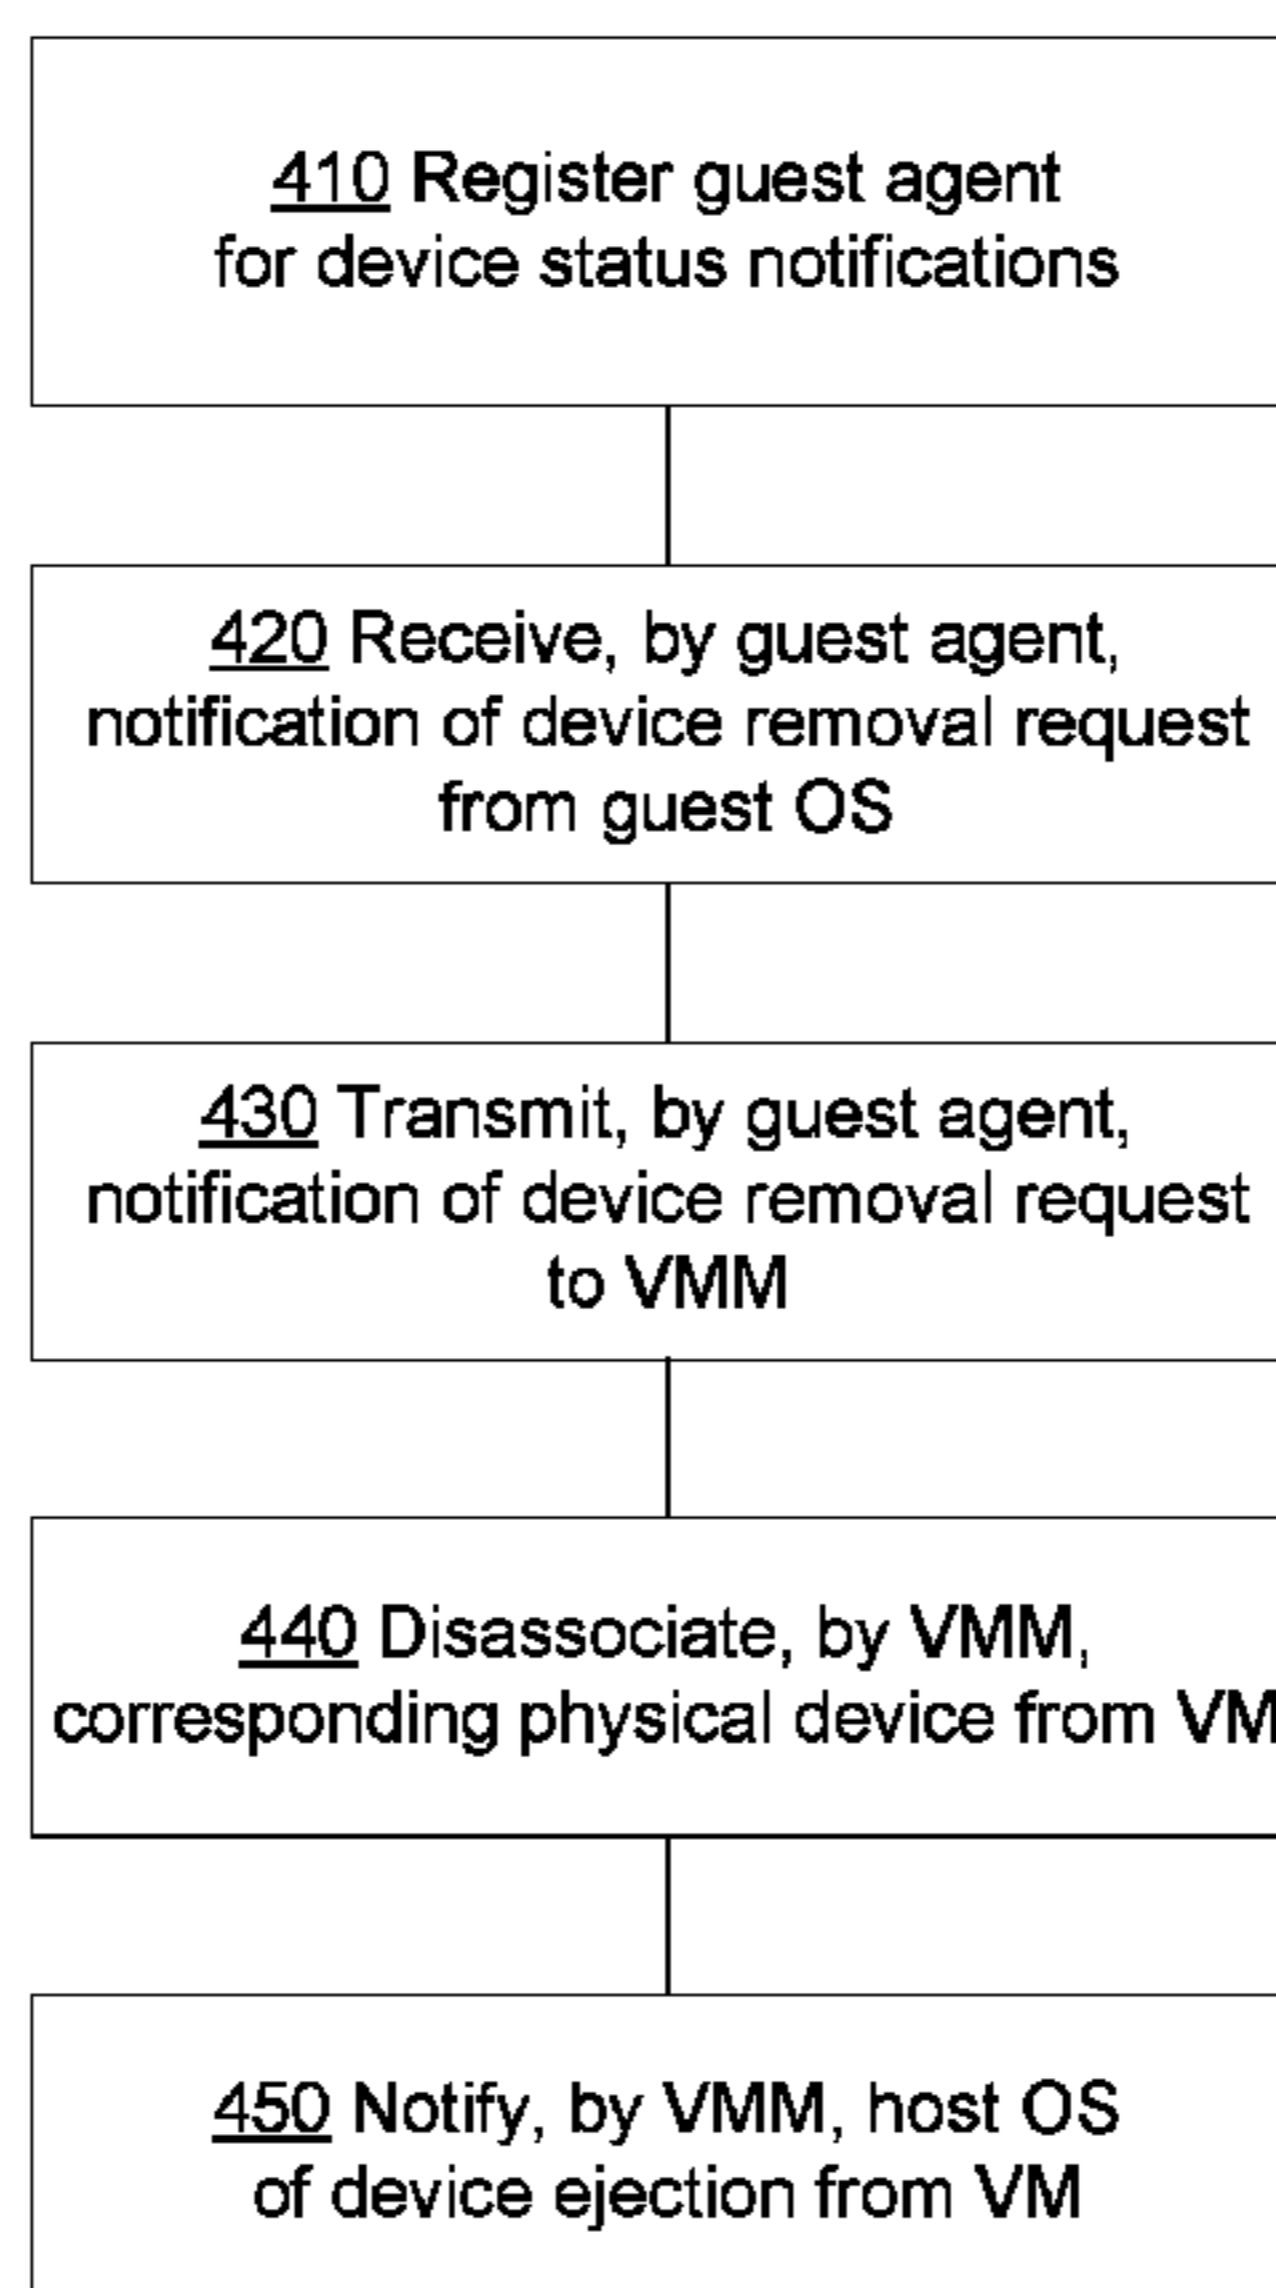 410 Register guest agent
for device status notifications
420 Receive, by guest agent,
notification of device removal request
from guest OS
430 Transmit, by guest agent,
notification of device removal request
to VMM
440 Disassociate, by VMM,
corresponding physical device from VM
450 Notify, by VMM, host OS
of device ejection from VM